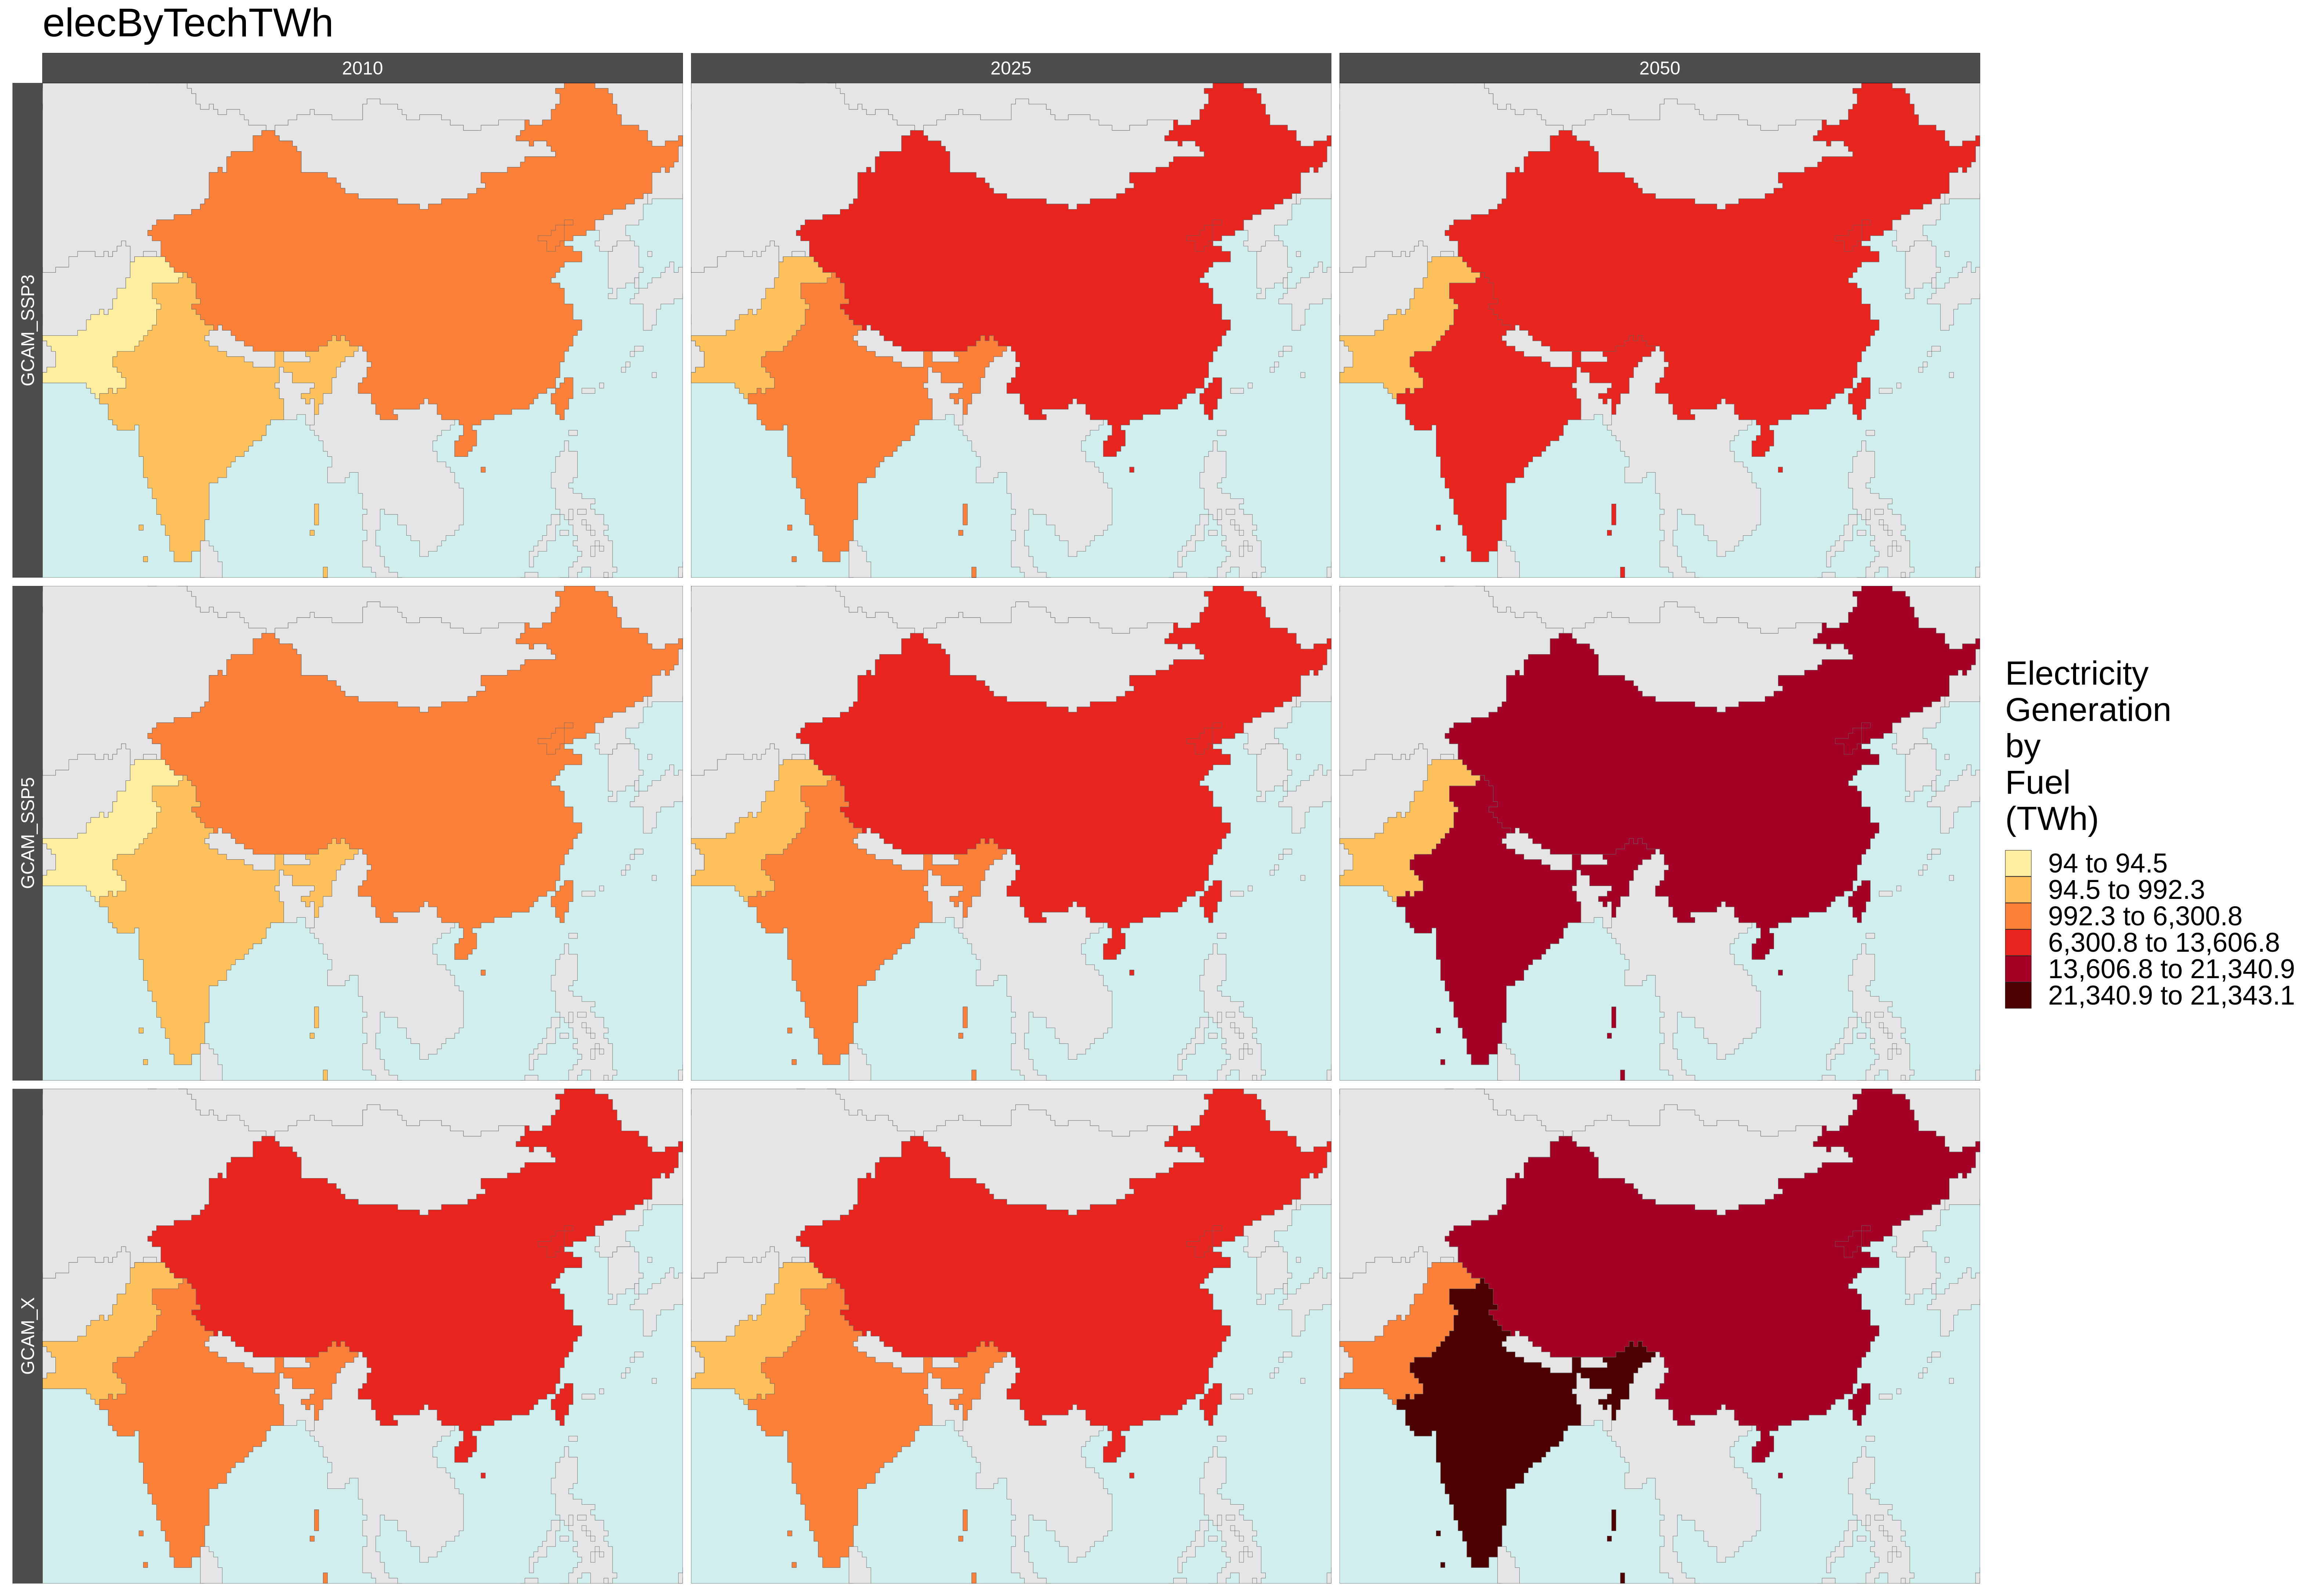 elecByTechTWh
2010
2025
2050
GCAM_SSP3
GCAM_SSP5
GCAM_X
Electricity
Generation
by
Fuel
(TWh)
94 to 94.5
94.5 to 992.3
992.3 to 6,300.8
6,300.8 to 13,606.8
13,606.8 to 21,340.9
21,340.9 to 21,343.1